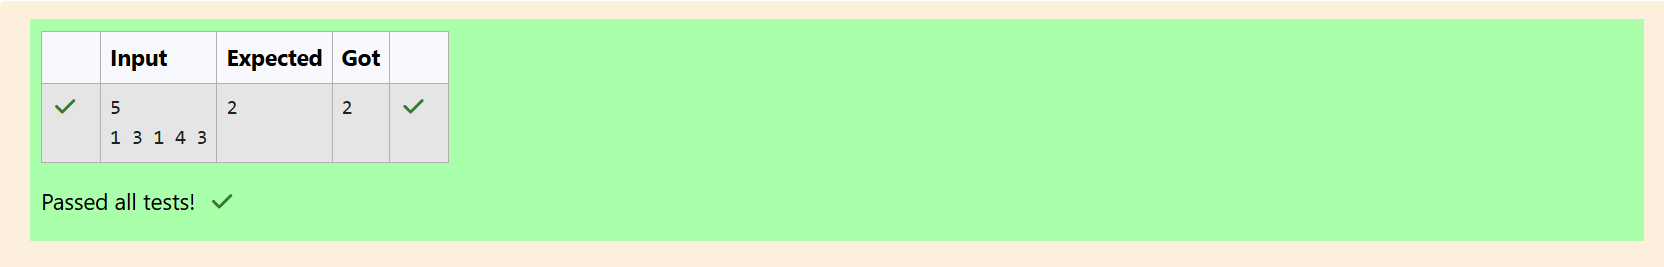 Input Expected Got
5 2 2
1 3 1 4 3
Passed all tests!